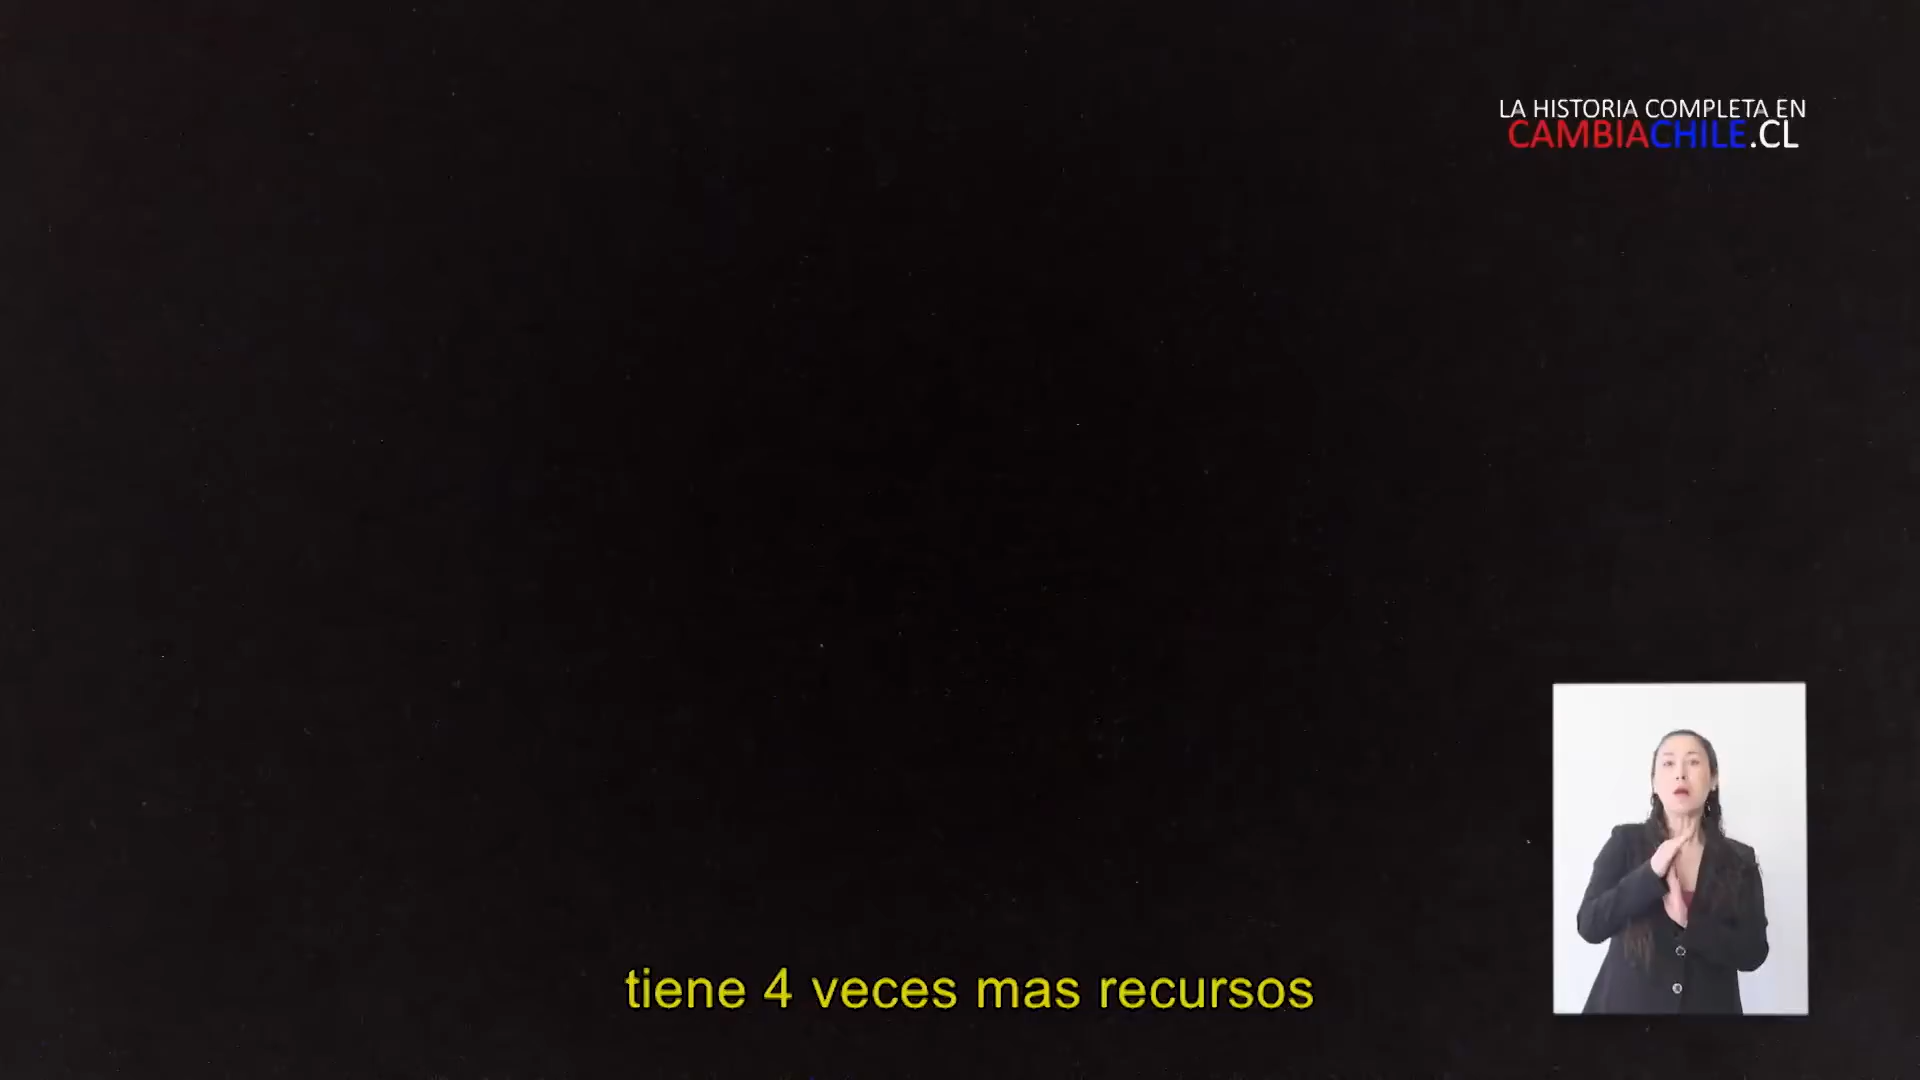 LA HISTORIA COMPLETA EN
CAMBIACHILE.CL
tiene 4 veces mas recursos